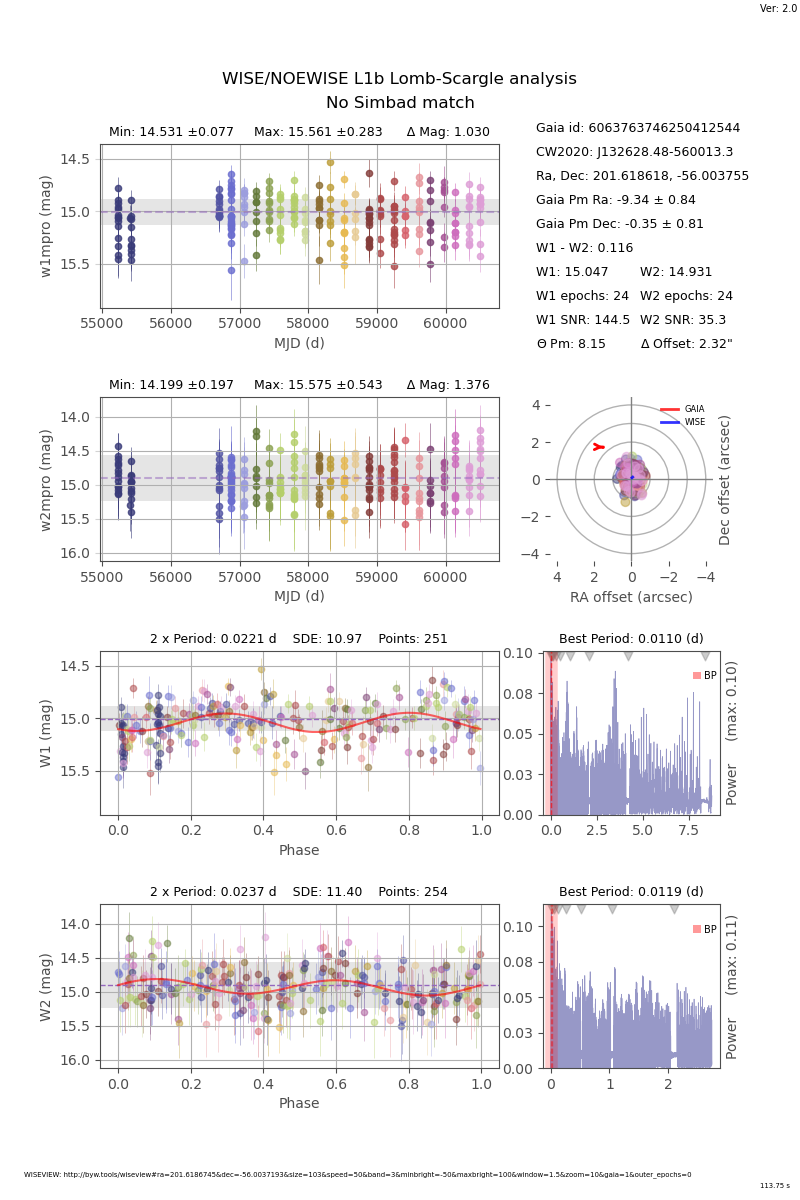 Ver: 2.0
WISE/NOEWISE L1b Lomb-Scargle analysis
No Simbad match
Min: 14.531 ±0.077 Max: 15.561 ±0.283 Δ Mag: 1.030
w1mpro (mag)
14.5
15.0
15.5
55000 56000 57000 58000 59000 60000
MJD (d)
Gaia id: 6063763746250412544
CW2020: J132628.48-560013.3
Ra, Dec: 201.618618, -56.003755
Gaia Pm Ra: -9.34 ± 0.84
Gaia Pm Dec: -0.35 ± 0.81
W1 - W2: 0.116
W1: 15.047 W2: 14.931
W1 epochs: 24 W2 epochs: 24
W1 SNR: 144.5 W2 SNR: 35.3
Θ Pm: 8.15 Δ Offset: 2.32"
Min: 14.199 ±0.197 Max: 15.575 ±0.543 Δ Mag: 1.376
w2mpro (mag)
14.0
14.5
15.0
15.5
16.0
55000 56000 57000 58000 59000 60000
MJD (d)
GAIA
WISE
4
2
0
−2
−4
4 2 0 −2 −4
RA offset (arcsec)
Dec offset (arcsec)
2 x Period: 0.0221 d SDE: 10.97 Points: 251
W1 (mag)
14.5
15.0
15.5
0.0 0.2 0.4 0.6 0.8 1.0
Phase
Best Period: 0.0110 (d)
BP
0.10
0.08
0.05
0.03
0.00
0.0 2.5 5.0 7.5
Power (max: 0.10)
2 x Period: 0.0237 d SDE: 11.40 Points: 254
W2 (mag)
14.0
14.5
15.0
15.5
16.0
0.0 0.2 0.4 0.6 0.8 1.0
Phase
Best Period: 0.0119 (d)
BP
0.10
0.08
0.05
0.03
0.00
0 1 2
Power (max: 0.11)
WISEVIEW: http://byw.tools/wiseview#ra=201.6186745&dec=-56.0037193&size=103&speed=50&band=3&minbright=-50&maxbright=100&window=1.5&zoom=10&gaia=1&outer_epochs=0
113.75 s